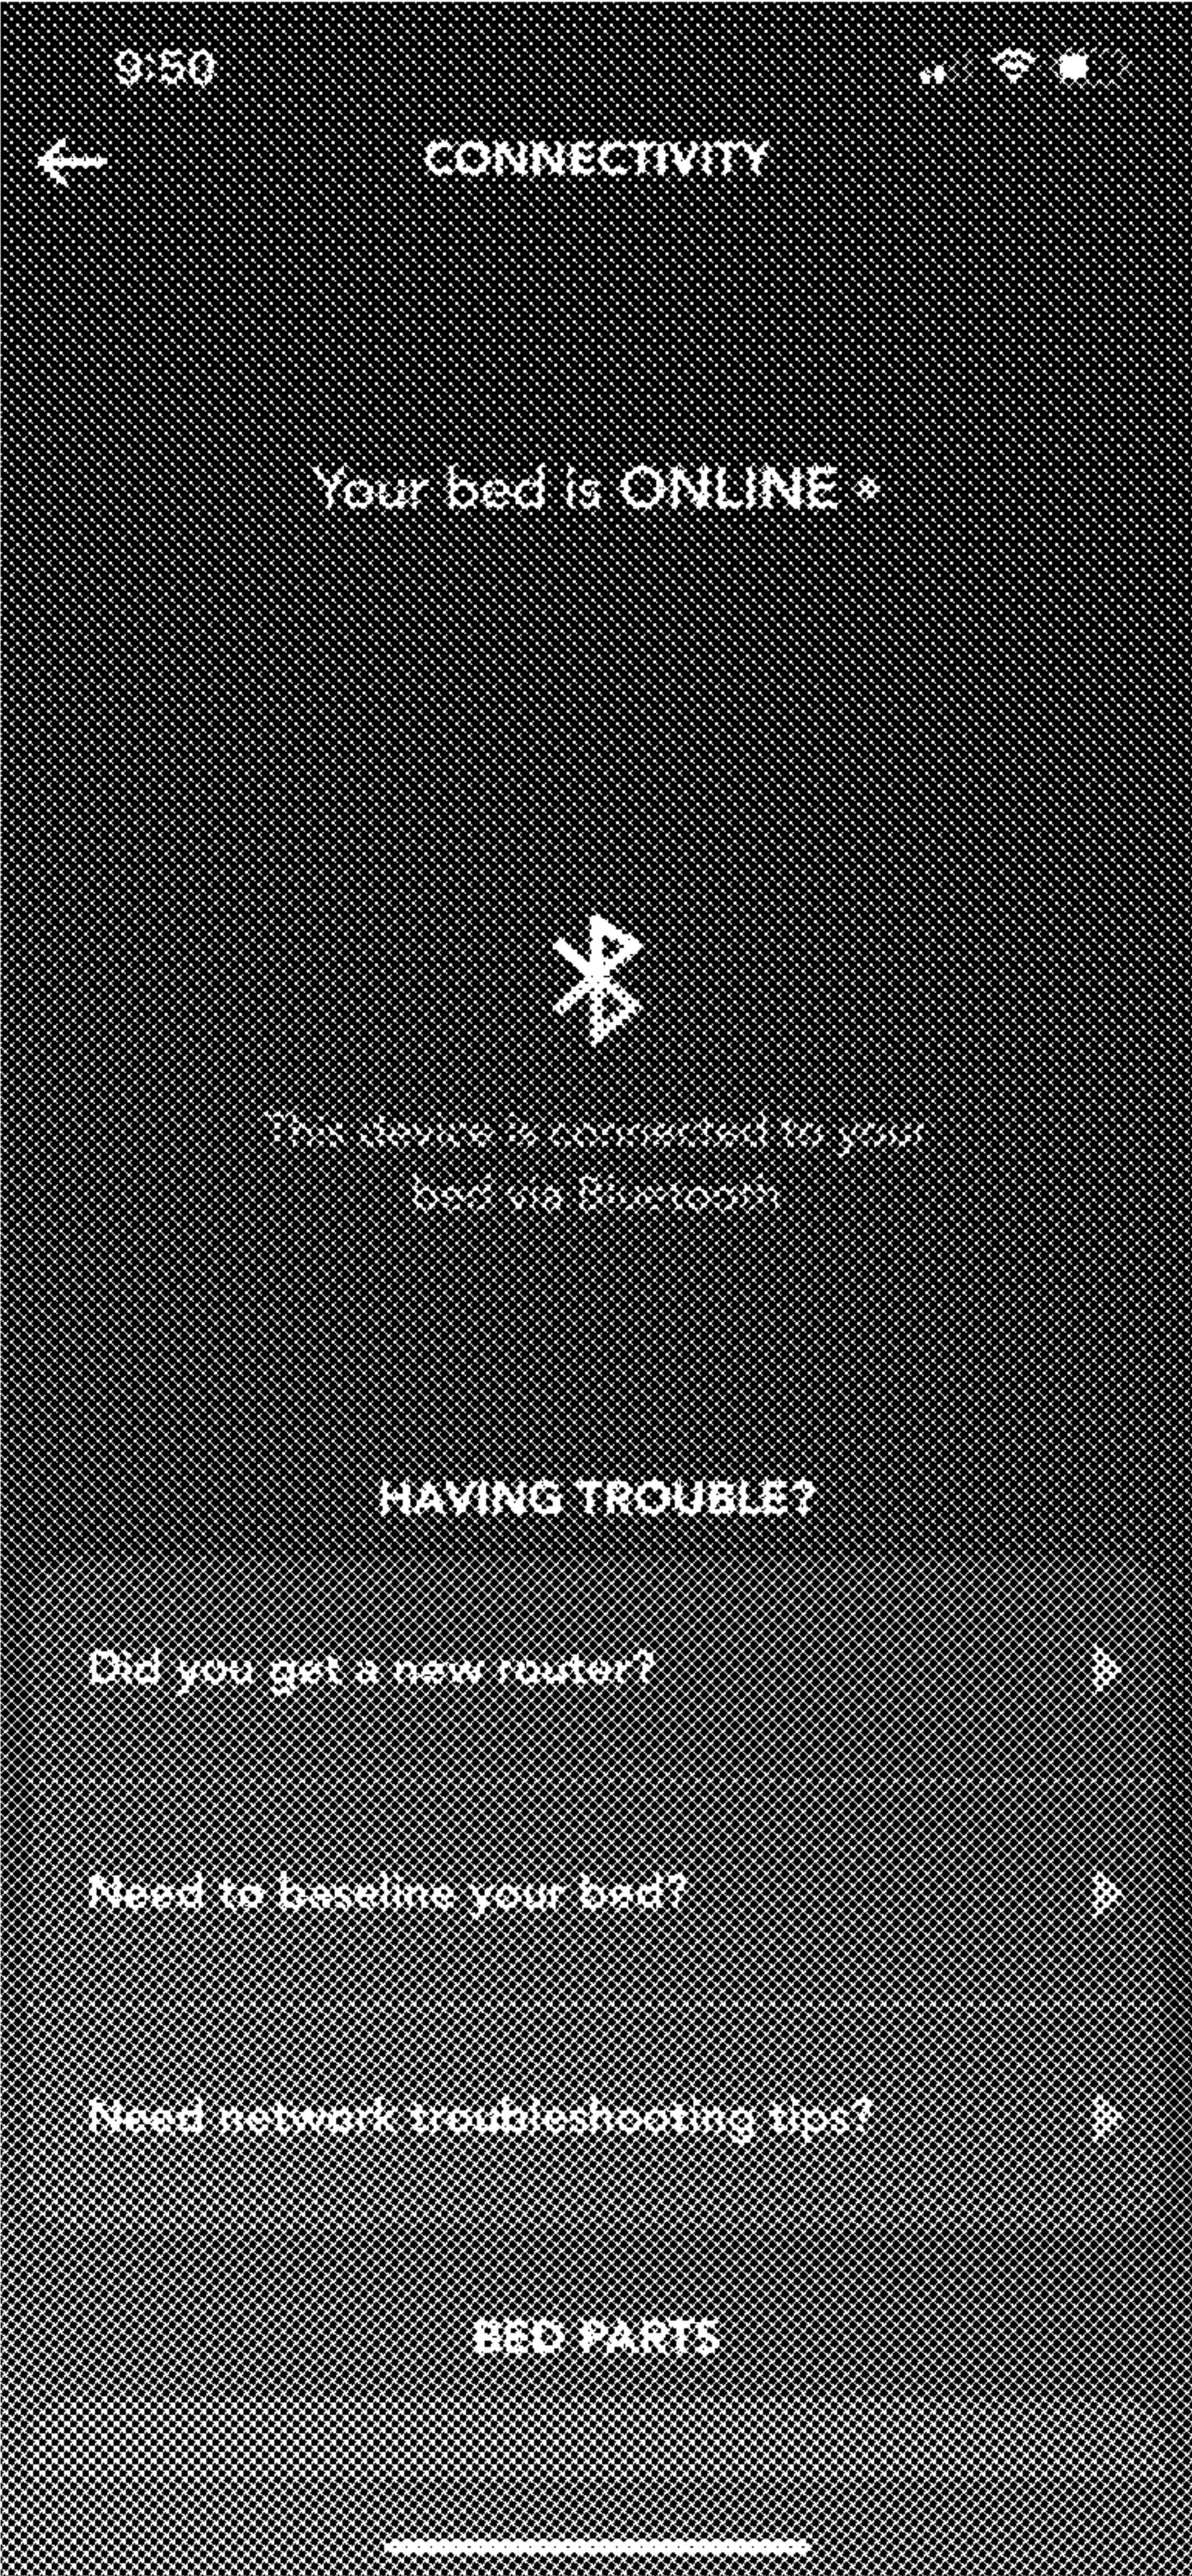 9:50
CONNECTIVITY
Your bed is ONLINE
This device is connected to your
bed via Bluetooth
HAVING TROUBLE?
Did you get a new router?
Need to baseline your bed?
Need network troubleshooting tips?
BED PARTS